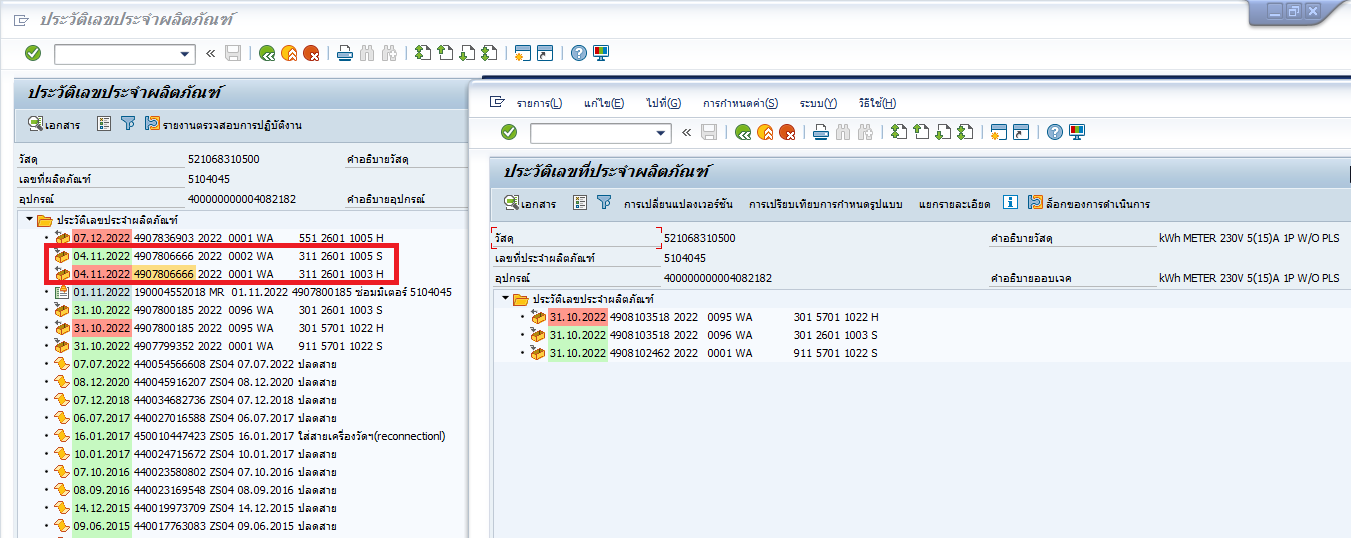 ประวัติเลขประจำผลิตภัณฑ์
ประวัติเลขประจำผลิตภัณฑ์
เอกสาร รายงานตรวจสอบการปฏิบัติงาน
วัสดุ 521068310500 คำอธิบายวัสดุ
เลขที่ผลิตภัณฑ์ 5104045
อุปกรณ์ 400000000004082182 คำอธิบายอุปกรณ์
ประวัติเลขประจำผลิตภัณฑ์
07.12.2022 4907836903 2022 0001 WA 551 2601 1005 H
04.11.2022 4907806666 2022 0002 WA 311 2601 1005 S
04.11.2022 4907806666 2022 0001 WA 311 2601 1003 H
01.11.2022 190004552018 MR 01.11.2022 4907800185 ซ่อมมิเตอร์ 5104045
31.10.2022 4907800185 2022 0096 WA 301 2601 1003 S
31.10.2022 4907800185 2022 0095 WA 301 5701 1022 H
31.10.2022 4907799352 2022 0001 WA 911 5701 1022 S
07.07.2022 440054566608 ZS04 07.07.2022 ปลดสาย
08.12.2020 440045916207 ZS04 08.12.2020 ปลดสาย
07.12.2018 440034682736 ZS04 07.12.2018 ปลดสาย
06.07.2017 440027016588 ZS04 06.07.2017 ปลดสาย
16.01.2017 450010447423 ZS05 16.01.2017 ใส่สายเครื่องวัดฯ(reconnectionl)
10.01.2017 440024715672 ZS04 10.01.2017 ปลดสาย
07.10.2016 440023580802 ZS04 07.10.2016 ปลดสาย
08.09.2016 440023169548 ZS04 08.09.2016 ปลดสาย
14.12.2015 440019973709 ZS04 14.12.2015 ปลดสาย
09.06.2015 440017763083 ZS04 09.06.2015 ปลดสาย
รายการ(L) แก้ไข(E) ไปที่(G) การกำหนดค่า(S) ระบบ(Y) วิธีใช้(H)
ประวัติเลขที่ประจำผลิตภัณฑ์
เอกสาร การเปลี่ยนแปลงเวอร์ชัน การเปรียบเทียบการกำหนดรูปแบบ แยกรายละเอียด ล็อกของการดำเนินการ
วัสดุ 521068310500 คำอธิบายวัสดุ kWh METER 230V 5(15)A 1P W/O PLS
เลขที่ประจำผลิตภัณฑ์ 5104045
อุปกรณ์ 400000000004082182 คำอธิบายออบเจค kWh METER 230V 5(15)A 1P W/O PLS
ประวัติเลขประจำผลิตภัณฑ์
31.10.2022 4908103518 2022 0095 WA 301 5701 1022 H
31.10.2022 4908103518 2022 0096 WA 301 2601 1003 S
31.10.2022 4908102462 2022 0001 WA 911 5701 1022 S